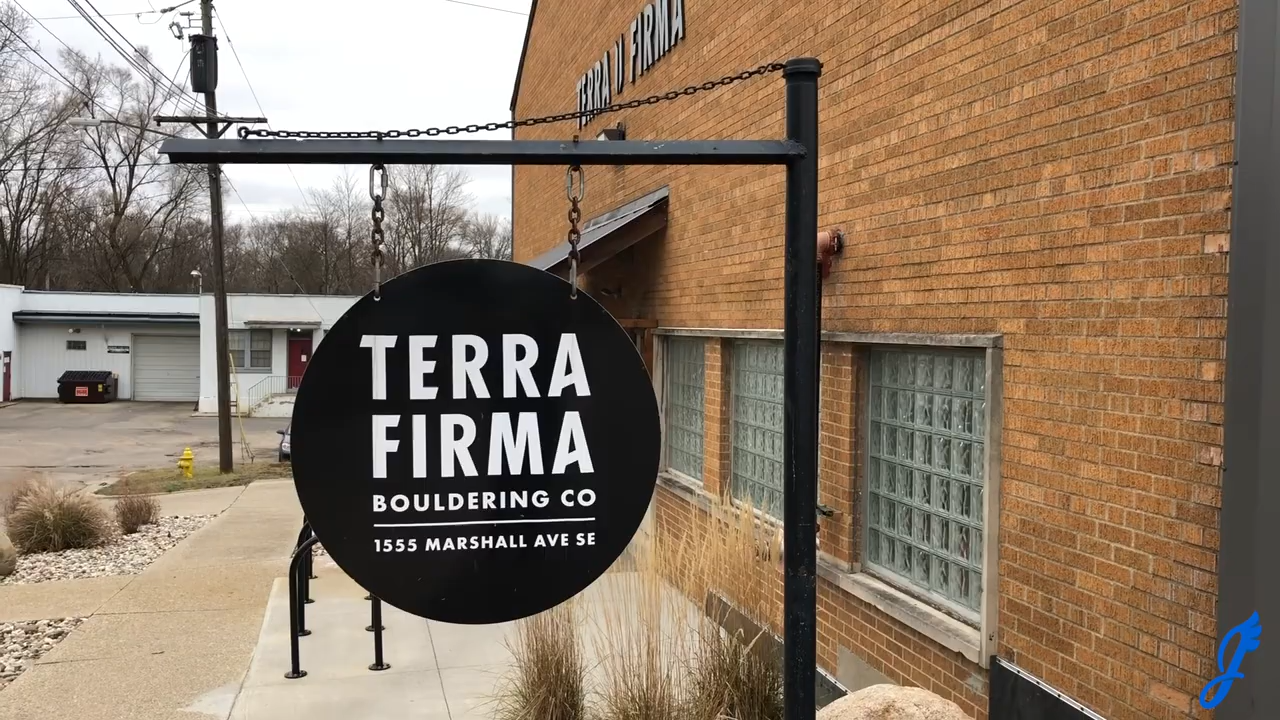 TERRA FIRMA
TERRA
FIRMA
BOULDERING CO
1555 MARSHALL AVE SE